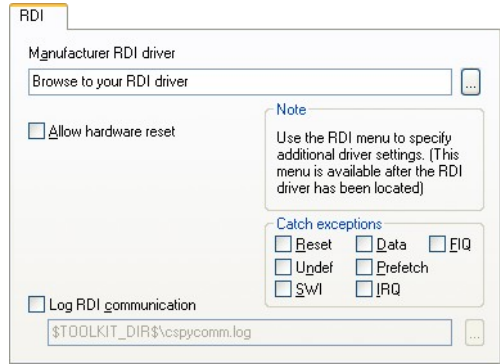 RDI
Manufacturer RDI driver
Browse to your RDI driver
...
Allow hardware reset
Note
Use the RDI menu to specify
additional driver settings. (This
menu is available after the RDI
driver has been located)
Catch exceptions
Reset Data FIQ
Undef Prefetch
SWI IRQ
Log RDI communication
$TOOLKIT_DIR$\cspycomm.log
...